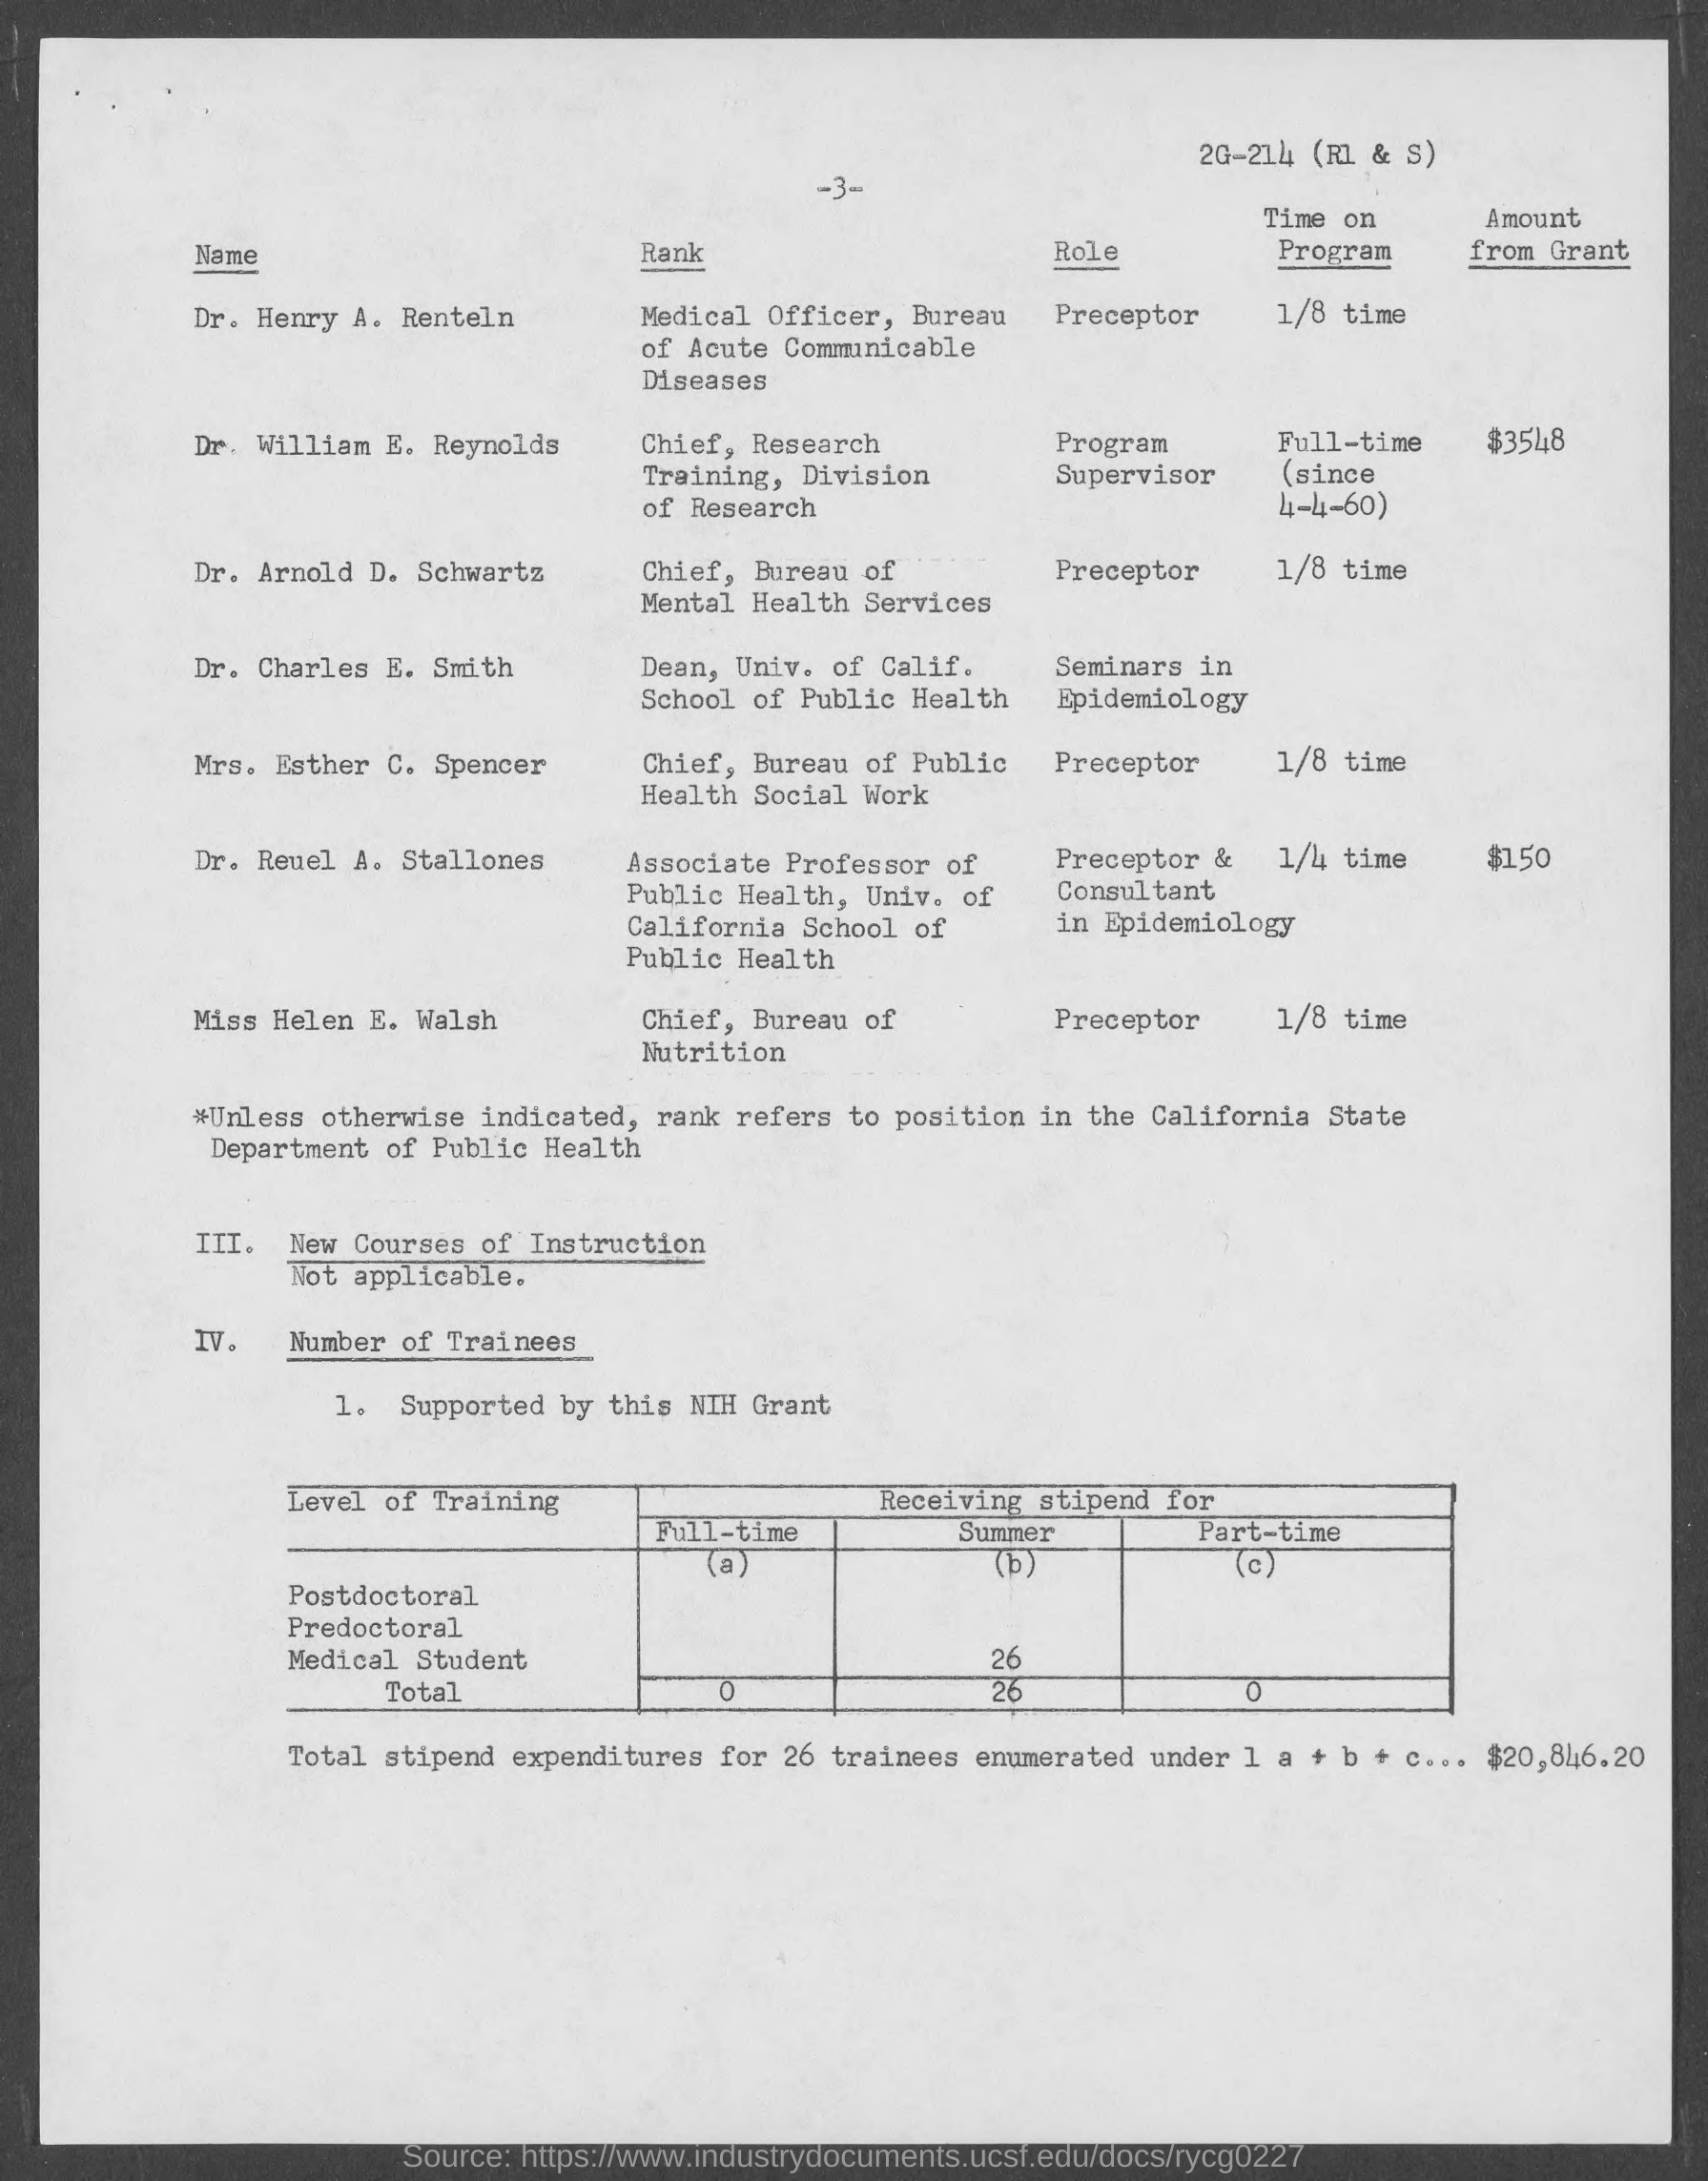 2G-214 (R1 & S)
-3-
Name Rank Role Time on Program Amount from Grant
Dr. Henry A. Renteln Medical Officer, Bureau Preceptor 1/8 time
of Acute Communicable
Diseases
Dr. William E. Reynolds Chief, Research Program Full-time $3548
Training, Division Supervisor (since
of Research 4-4-60)
Dr. Arnold D. Schwartz Chief, Bureau of Preceptor 1/8 time
Mental Health Services
Dr. Charles E. Smith Dean, Univ. of Calif. Seminars in
School of Public Health Epidemiology
Mrs. Esther C. Spencer Chief, Bureau of Public Preceptor 1/8 time
Health Social Work
Dr. Reuel A. Stallones Associate Professor of Preceptor & 1/4 time $150
Public Health, Univ. of Consultant
California School of in Epidemiology
Public Health
Miss Helen E. Walsh Chief, Bureau of Preceptor 1/8 time
Nutrition
*Unless otherwise indicated, rank refers to position in the California State
Department of Public Health
III. New Courses of Instruction
Not applicable.
IV. Number of Trainees
1. Supported by this NIH Grant
Level of Training Receiving stipend for
Full-time Summer Part-time
(a) (b) (c)
Postdoctoral
Predoctoral
Medical Student 26
Total 0 26 0
Total stipend expenditures for 26 trainees enumerated under 1 a + b + c... $20,846.20
Source: https://www.industrydocuments.ucsf.edu/docs/rycg0227